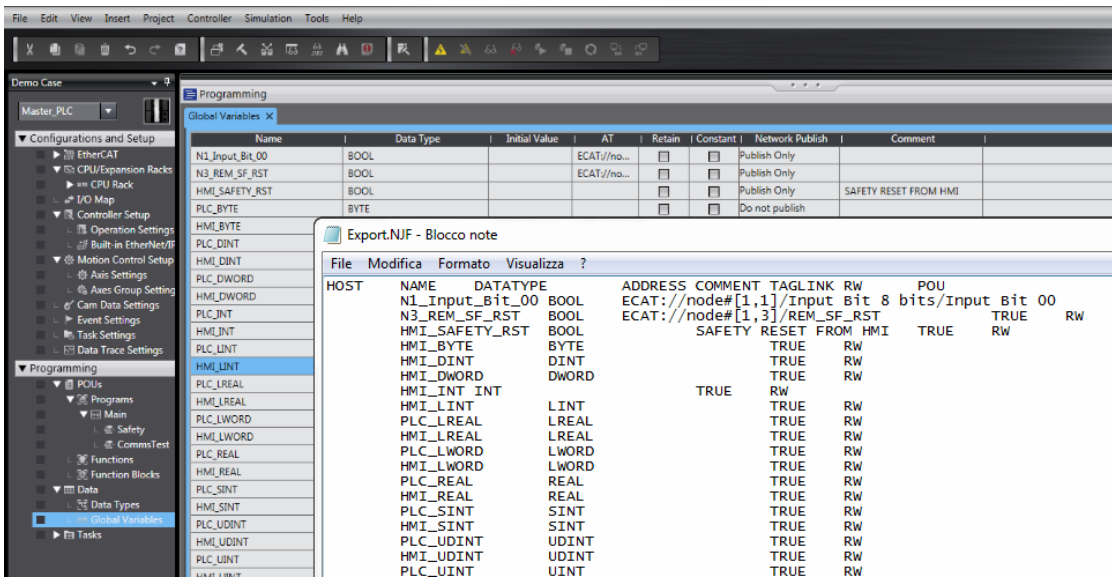 File Edit View Insert Project Controller Simulation Tools Help
Demo Case
Master_PLC
Configurations and Setup
EtherCAT
CPU/Expansion Racks
CPU Rack
I/O Map
Controller Setup
Operation Settings
Built-in EtherNet/IP
Motion Control Setup
Axis Settings
Axes Group Setting
Cam Data Settings
Event Settings
Task Settings
Data Trace Settings
Programming
POUs
Programs
Main
Safety
CommsTest
Functions
Function Blocks
Data
Data Types
Global Variables
Tasks
Programming
Global Variables X
Name Data Type Initial Value AT Retain Constant Network Publish Comment
N1_Input_Bit_00 BOOL ECAT://no... Publish Only
N3_REM_SF_RST BOOL ECAT://no... Publish Only
HMI_SAFETY_RST BOOL Publish Only SAFETY RESET FROM HMI
PLC_BYTE BYTE Do not publish
HMI_BYTE
PLC_DINT
HMI_DINT
PLC_DWORD
HMI_DWORD
PLC_INT
HMI_INT
PLC_LINT
HMI_LINT
PLC_LREAL
HMI_LREAL
PLC_LWORD
HMI_LWORD
PLC_REAL
HMI_REAL
PLC_SINT
HMI_SINT
PLC_UDINT
HMI_UDINT
PLC_UINT
Export.NJF - Blocco note
File Modifica Formato Visualizza ?
HOST NAME DATATYPE ADDRESS COMMENT TAGLINK RW POU
N1_Input_Bit_00 BOOL ECAT://node#[1,1]/Input Bit 8 bits/Input Bit 00
N3_REM_SF_RST BOOL ECAT://node#[1,3]/REM_SF_RST TRUE RW
HMI_SAFETY_RST BOOL SAFETY RESET FROM HMI TRUE RW
HMI_BYTE BYTE TRUE RW
HMI_DINT DINT TRUE RW
HMI_DWORD DWORD TRUE RW
HMI_INT INT TRUE RW
HMI_LINT LINT TRUE RW
PLC_LREAL LREAL TRUE RW
HMI_LREAL LREAL TRUE RW
PLC_LWORD LWORD TRUE RW
HMI_LWORD LWORD TRUE RW
PLC_REAL REAL TRUE RW
HMI_REAL REAL TRUE RW
PLC_SINT SINT TRUE RW
HMI_SINT SINT TRUE RW
PLC_UDINT UDINT TRUE RW
HMI_UDINT UDINT TRUE RW
PLC_UINT UINT TRUE RW